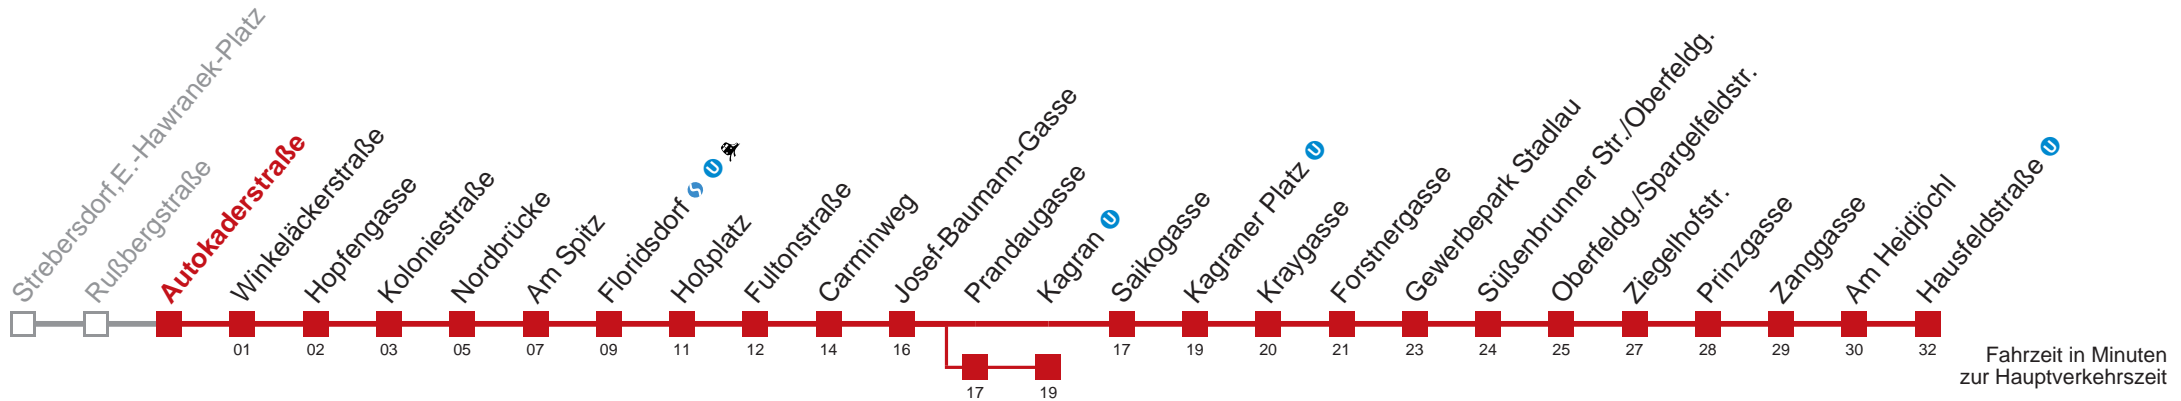 Strebersdorf,E.-Hawranek-Platz
Rußbergstraße
Autokaderstraße
Winkeläckerstraße
Hopfengasse
Koloniestraße
Nordbrücke
Am Spitz
Floridsdorf S U
Hoßplatz
Fultonstraße
Carminweg
Josef-Baumann-Gasse
Prandaugasse
Kagran U
Saikogasse
Kagraner Platz U
Kraygasse
Forstnergasse
Gewerbepark Stadlau
Süßenbrunner Str./Oberfeldg.
Oberfeldg./Spargelfeldstr.
Ziegelhofstr.
Prinzgasse
Zanggasse
Am Heidjöchl
Hausfeldstraße U
01 02 03 05 07 09 11 12 14 16 17 19 20 21 23 24 25 27 28 29 30 32
17 19
Fahrzeit in Minuten
zur Hauptverkehrszeit